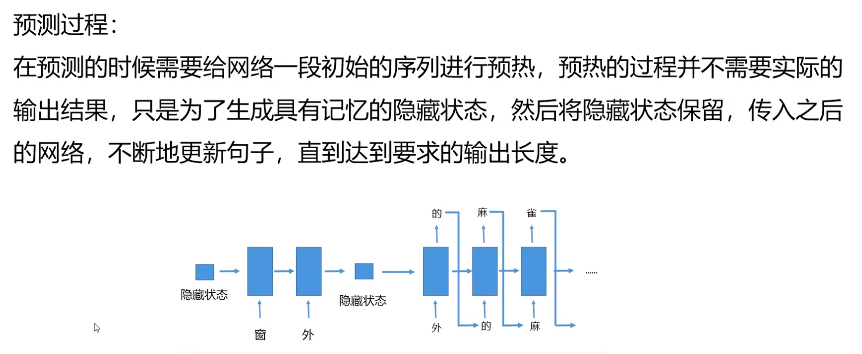 预测过程：
在预测的时候需要给网络一段初始的序列进行预热，预热的过程并不需要实际的
输出结果，只是为了生成具有记忆的隐藏状态，然后将隐藏状态保留，传入之后
的网络，不断地更新句子，直到达到要求的输出长度。
的 麻 雀
......
隐藏状态 隐藏状态
窗 外 外 的 麻